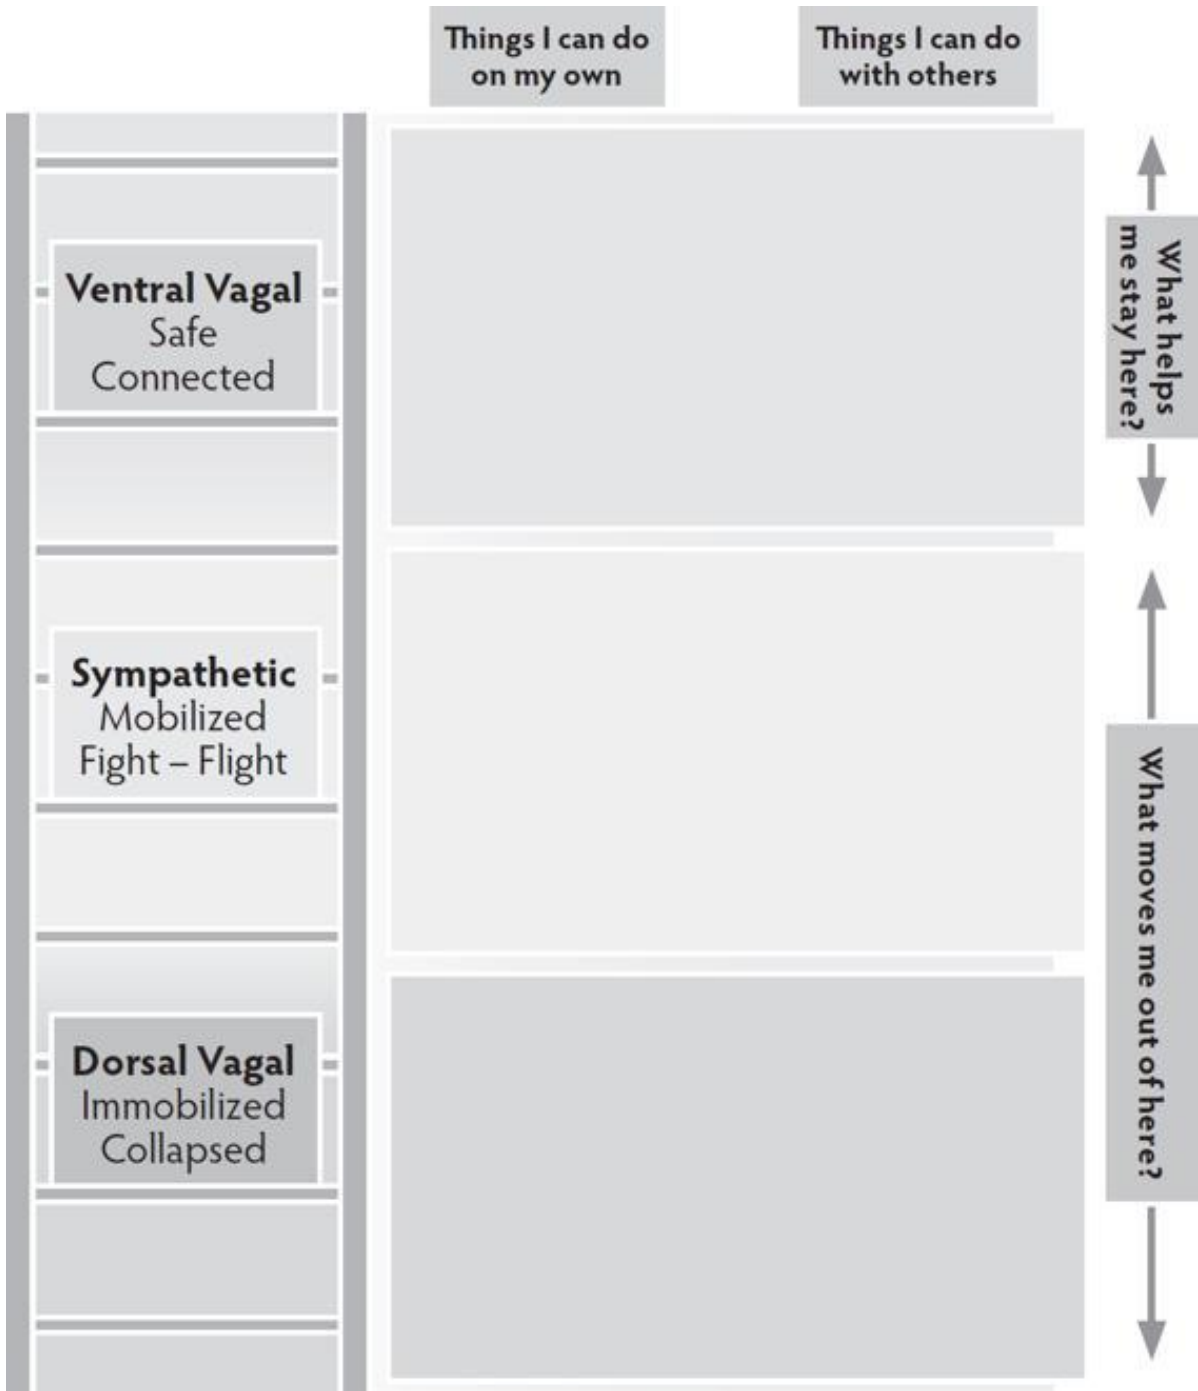 Things I can do
on my own
Things I can do
with others
Ventral Vagal
Safe
Connected
What helps
me stay here?
Sympathetic
Mobilized
Fight – Flight
What moves me out of here?
Dorsal Vagal
Immobilized
Collapsed